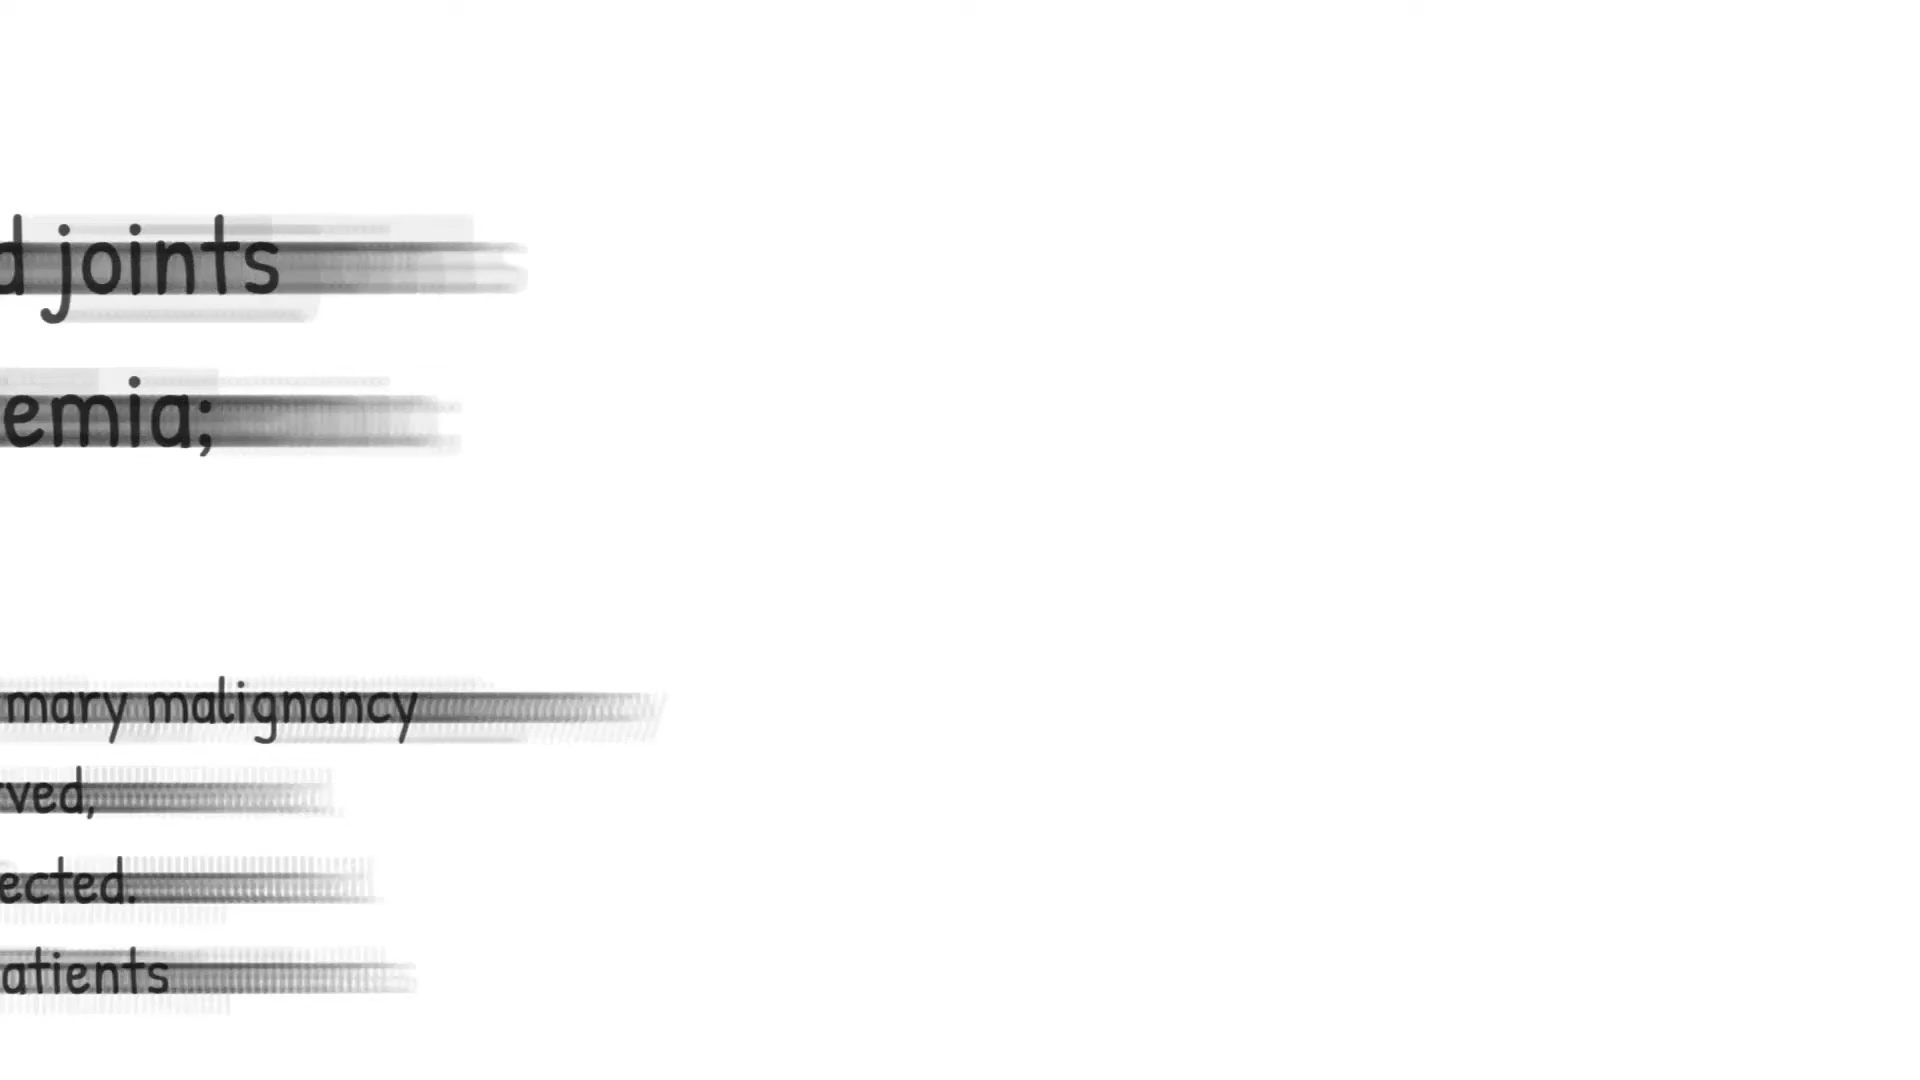 d joints
emia;
mary malignancy
rved,
ected.
atients